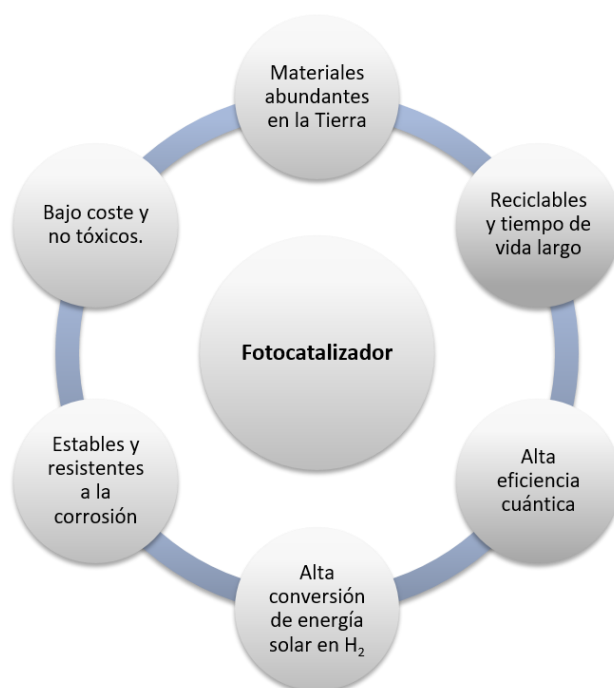 Materiales
abundantes
en la Tierra
Reciclables
y tiempo de
vida largo
Alta
eficiencia
cuántica
Alta
conversión
de energía
solar en H₂
Estables y
resistentes
a la
corrosión
Bajo coste y
no tóxicos.
Fotocatalizador